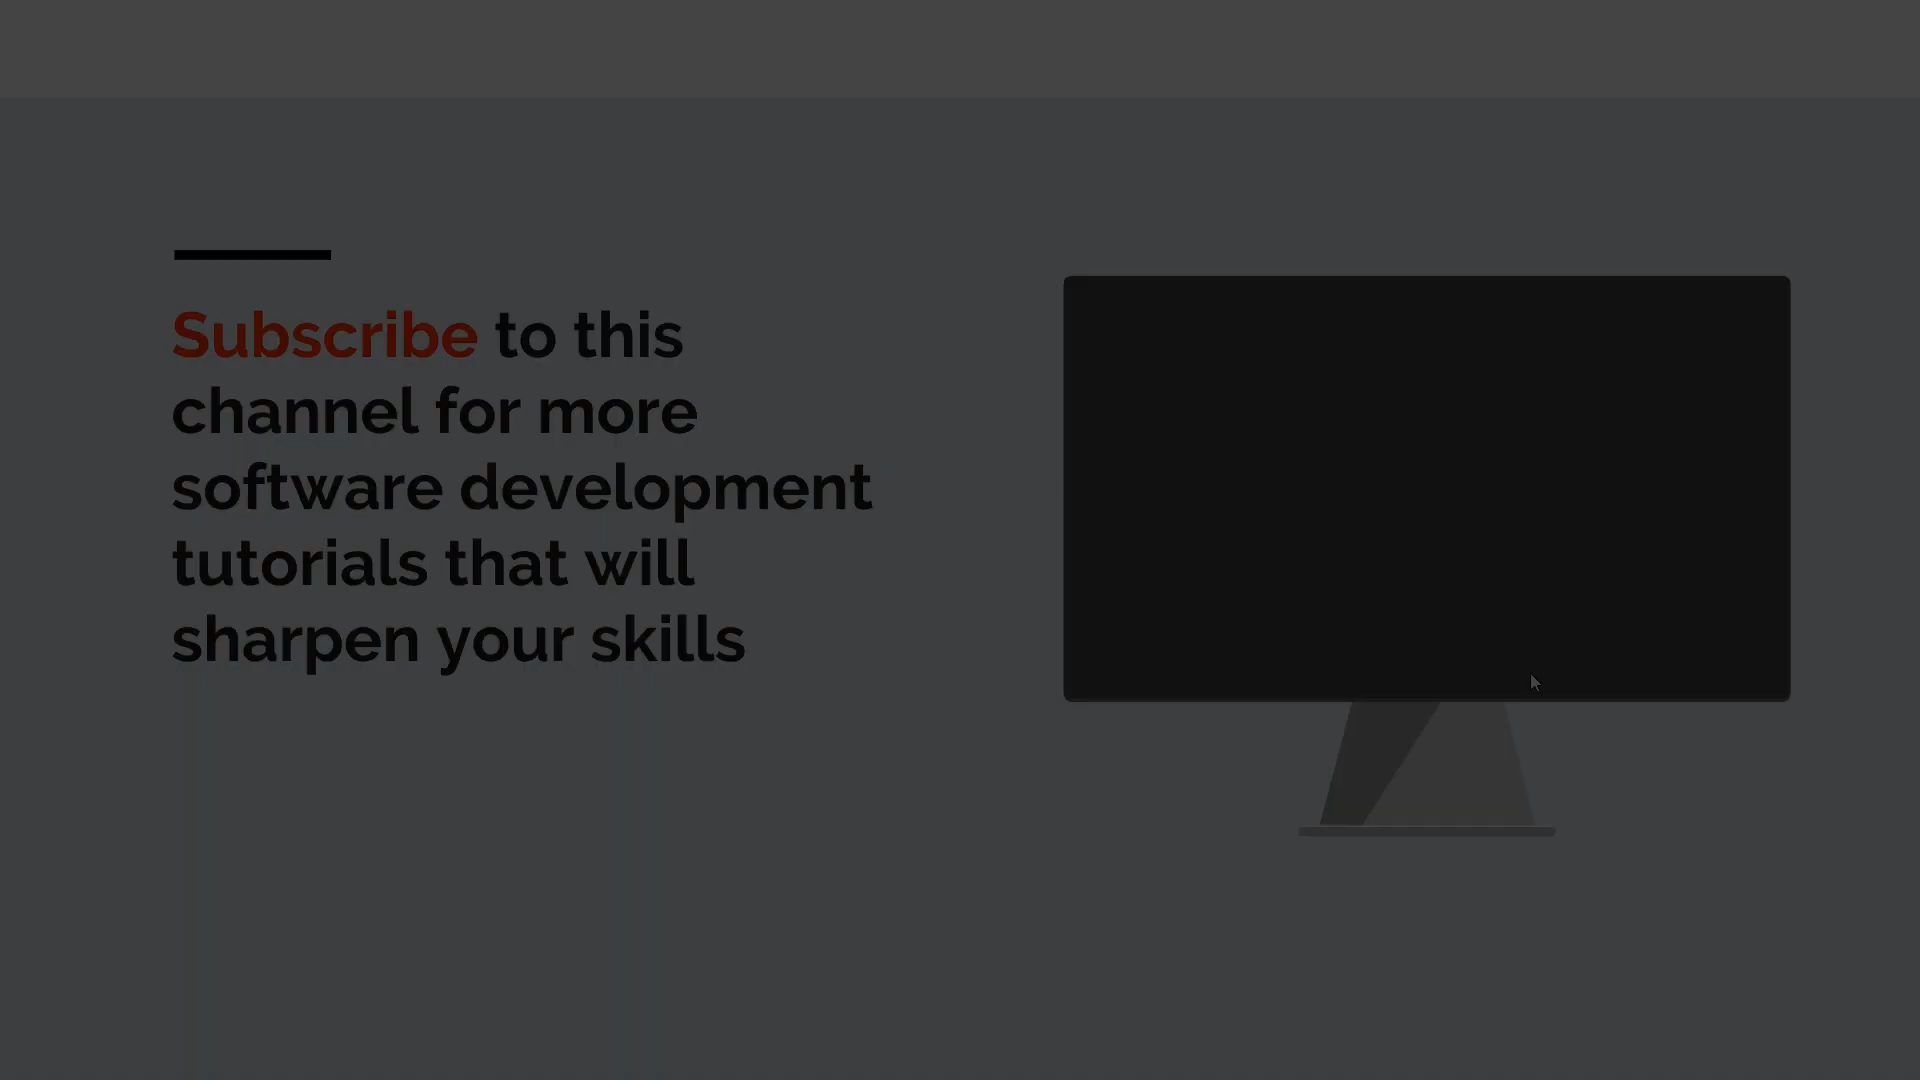 Subscribe to this
channel for more
software development
tutorials that will
sharpen your skills